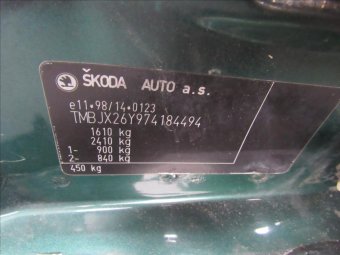 ŠKODA AUTO a.s.
e11*98/14*0123
TMBJX26Y974184494
1610 kg
2410 kg
1- 900 kg
2- 840 kg
450 kg